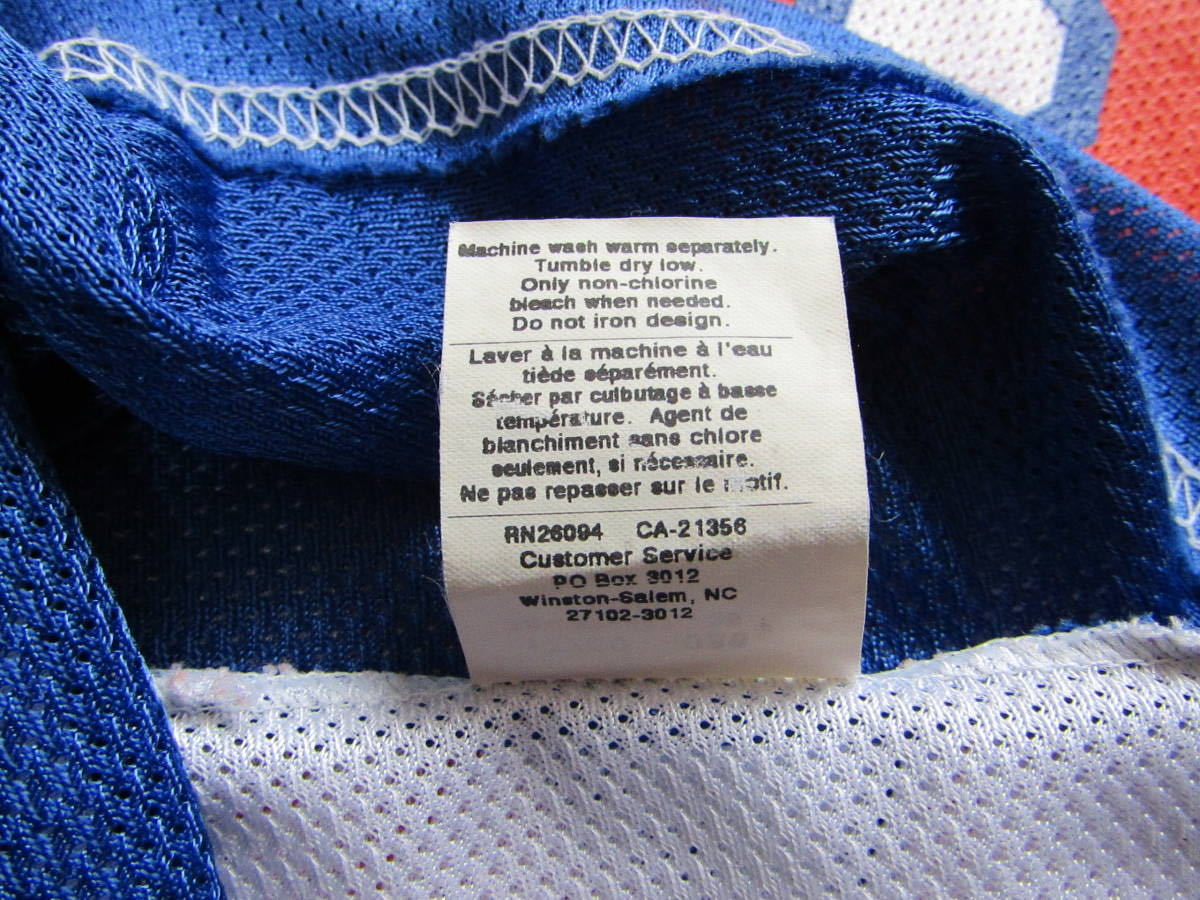 Machine wash warm separately.
Tumble dry low.
Only non-chlorine
bleach when needed.
Do not iron design.
Laver à la machine à l'eau
tiède séparément.
Sécher par culbutage à basse
température. Agent de
blanchiment sans chlore
seulement, si nécessaire.
Ne pas repasser sur le motif.
RN26094 CA-21356
Customer Service
PO Box 3012
Winston-Salem, NC
27102-3012